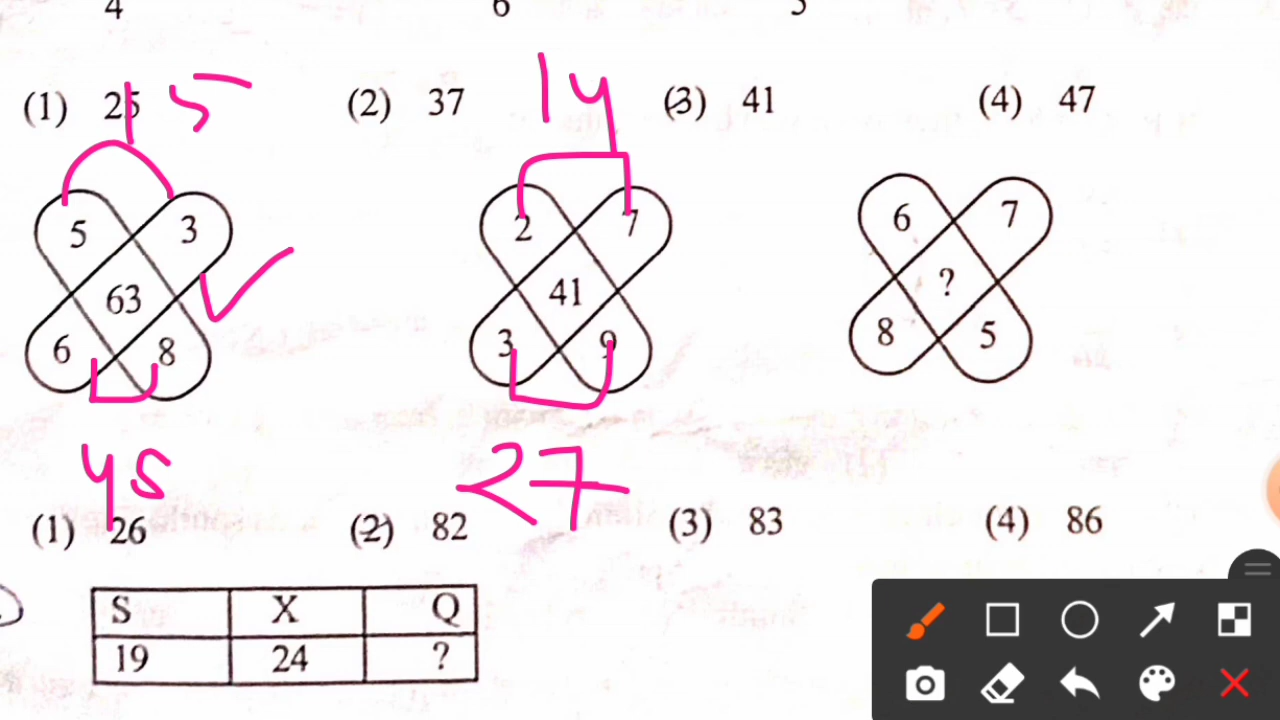 4 6 5
(1) 25 (2) 37 (3) 41 (4) 47
15 14
5 3 2 7 6 7
63 41 ?
6 8 3 9 8 5
48 27
(1) 26 (2) 82 (3) 83 (4) 86
S X Q
19 24 ?